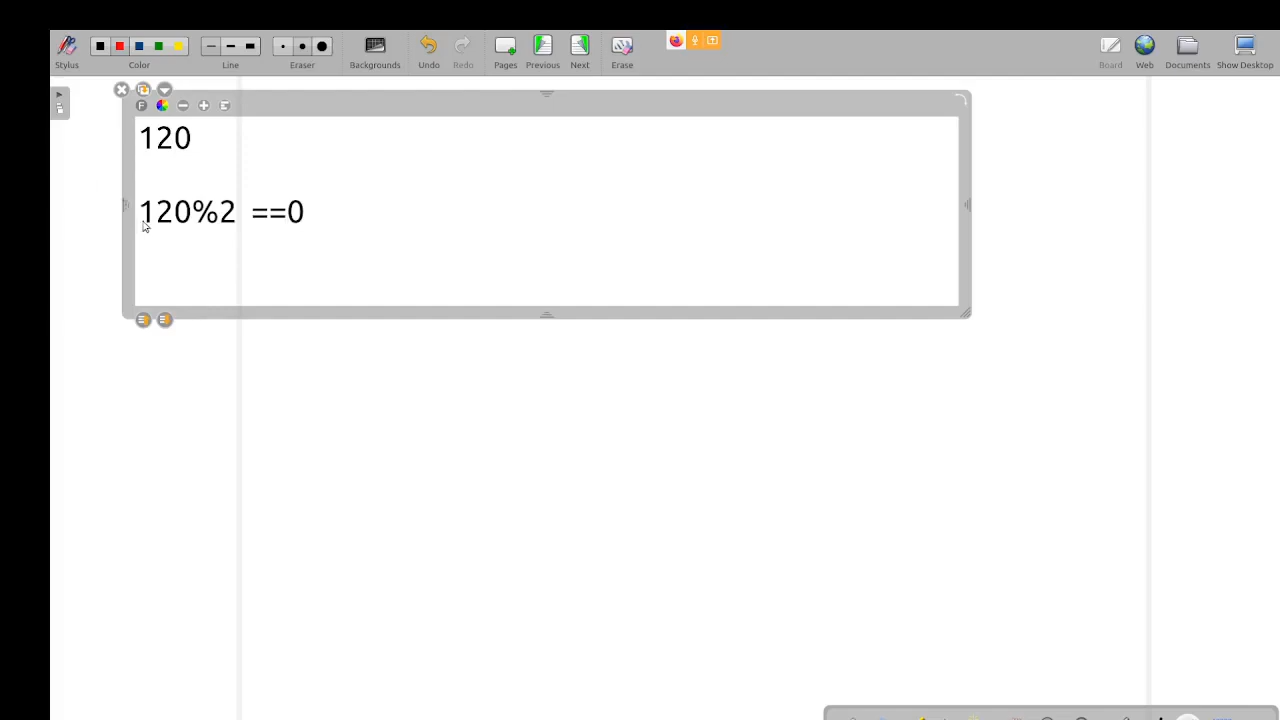 Stylus Color Line Eraser Backgrounds Undo Redo Pages Previous Next Erase Board Web Documents Show Desktop
120
120%2 ==0